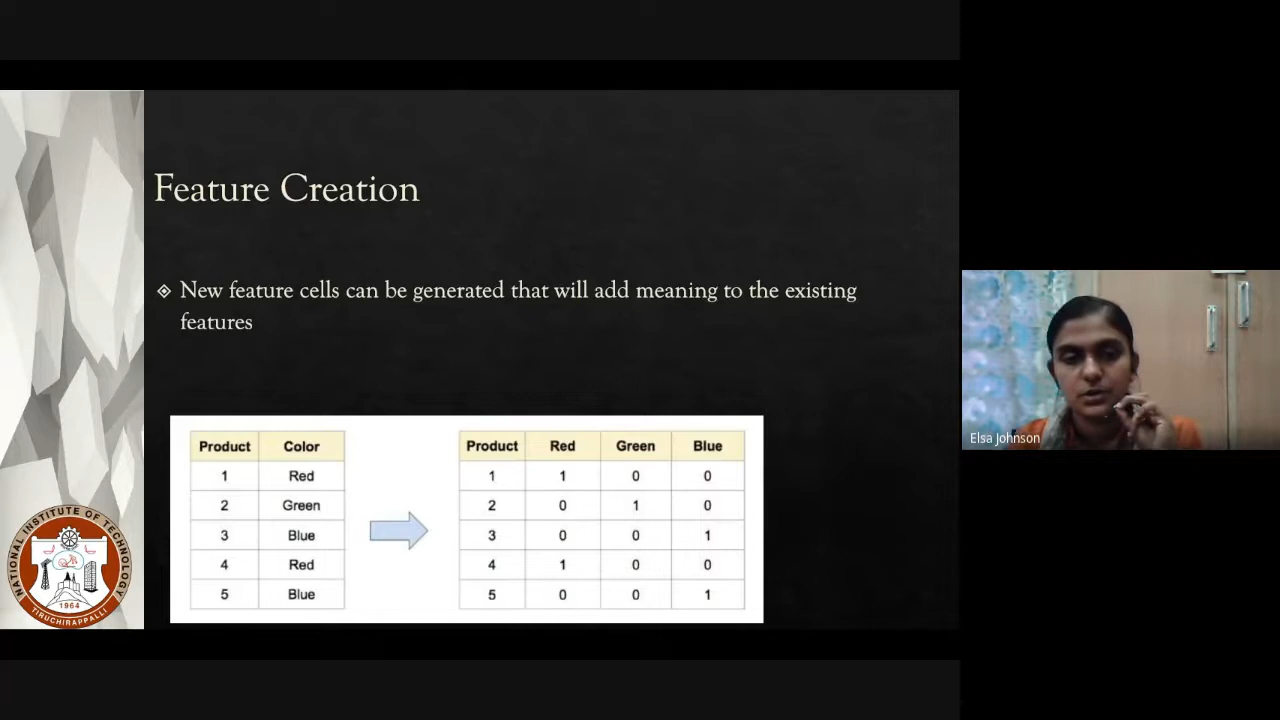 Feature Creation
New feature cells can be generated that will add meaning to the existing
features
Product Color
1 Red
2 Green
3 Blue
4 Red
5 Blue
Product Red Green Blue
1 1 0 0
2 0 1 0
3 0 0 1
4 1 0 0
5 0 0 1
NATIONAL INSTITUTE OF TECHNOLOGY
1964
TIRUCHIRAPPALLI
Elsa Johnson